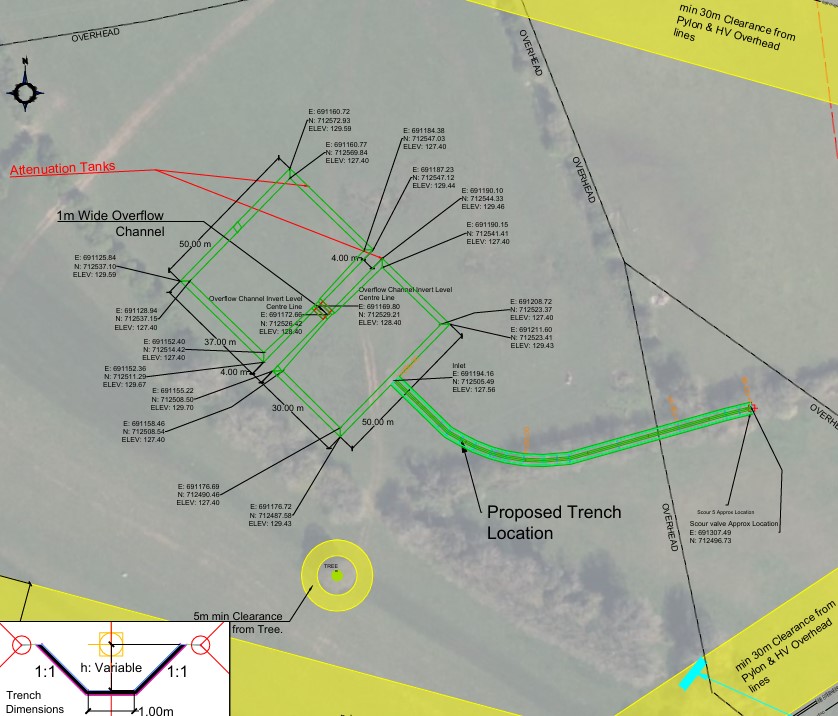 OVERHEAD
N
OVERHEAD
min 30m Clearance from
Pylon & HV Overhead
lines
OVERHEAD
E: 691160.72
N: 712572.93
ELEV: 129.59
E: 691160.77
N: 712569.84
ELEV: 127.40
E: 691184.38
N: 712547.03
ELEV: 127.40
E: 691187.23
N: 712547.12
ELEV: 129.44
E: 691190.10
N: 712544.33
ELEV: 129.46
E: 691190.15
N: 712541.41
ELEV: 127.40
Attenuation Tanks
1m Wide Overflow
Channel
50.00 m
4.00 m
E: 691125.84
N: 712537.10
ELEV: 129.59
E: 691128.94
N: 712537.15
ELEV: 127.40
Overflow Channel Invert Level
Centre Line
E: 691172.66
N: 712526.42
ELEV: 128.40
Overflow Channel Invert Level
Centre Line
E: 691169.80
N: 712529.21
ELEV: 128.40
E: 691208.72
N: 712523.37
ELEV: 127.40
E: 691211.60
N: 712523.41
ELEV: 129.43
E: 691152.40
N: 712514.42
ELEV: 127.40
37.00 m
E: 691152.36
N: 712511.29
ELEV: 129.67
4.00 m
E: 691155.22
N: 712508.50
ELEV: 129.70
E: 691158.46
N: 712508.54
ELEV: 127.40
Inlet
E: 691194.16
N: 712505.49
ELEV: 127.56
30.00 m
50.00 m
E: 691176.69
N: 712490.46
ELEV: 127.40
E: 691176.72
N: 712487.58
ELEV: 129.43
Proposed Trench
Location
OVERHEAD
Scour 5 Approx Location
Scour valve Approx Location
E: 691307.49
N: 712496.73
TREE
5m min Clearance
from Tree.
min 30m Clearance from
Pylon & HV Overhead
lines
1:1
h: Variable
1:1
Trench
Dimensions
1.00m